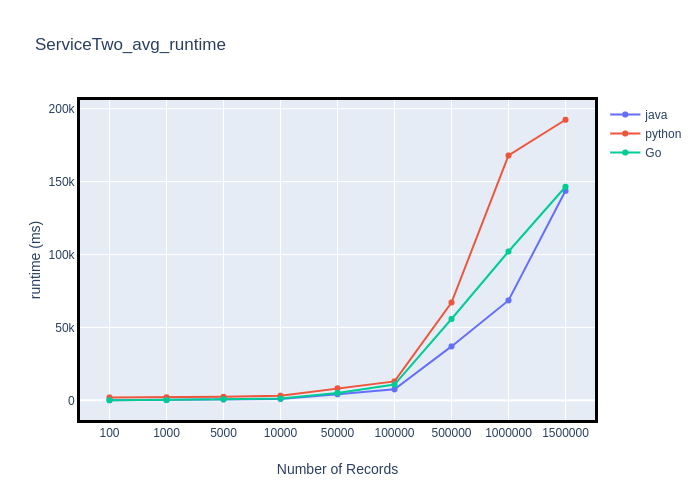 ServiceTwo_avg_runtime
java
python
Go
200k
150k
100k
50k
0
runtime (ms)
100 1000 5000 10000 50000 100000 500000 1000000 1500000
Number of Records